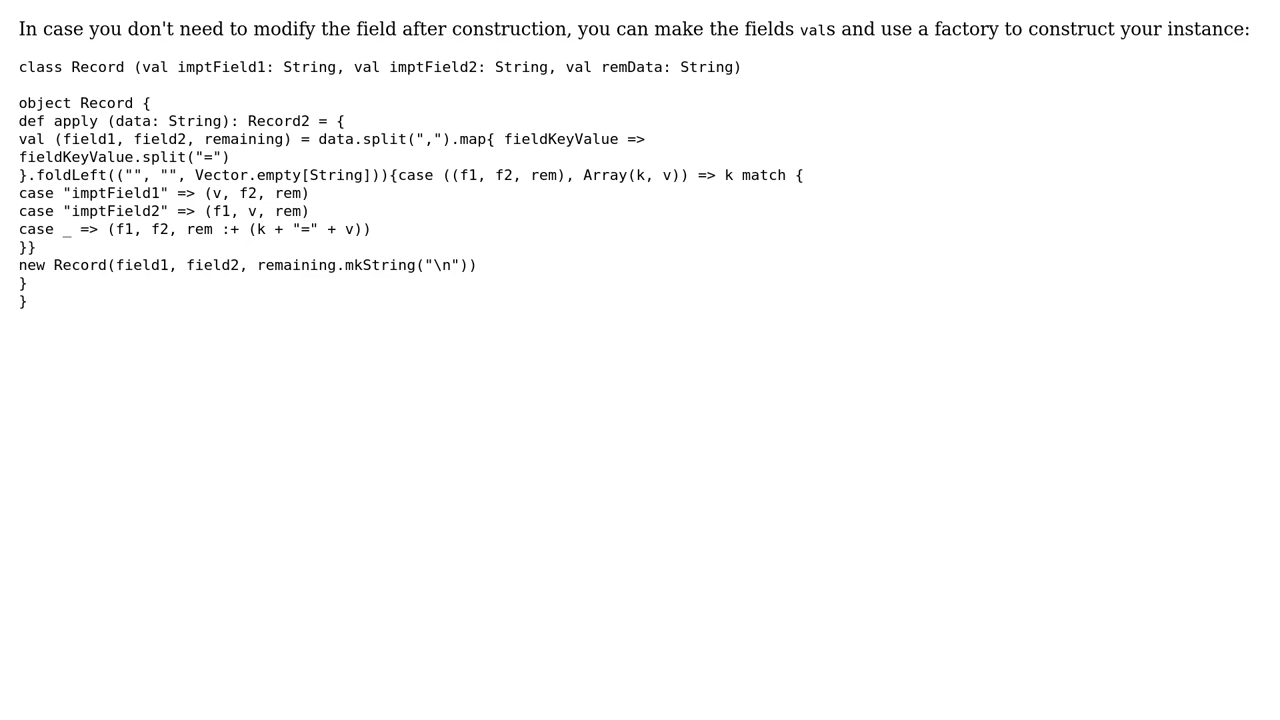 In case you don't need to modify the field after construction, you can make the fields vals and use a factory to construct your instance:
class Record (val imptField1: String, val imptField2: String, val remData: String)
object Record {
def apply (data: String): Record2 = {
val (field1, field2, remaining) = data.split(",").map{ fieldKeyValue =>
fieldKeyValue.split("=")
}.foldLeft(("", "", Vector.empty[String])){case ((f1, f2, rem), Array(k, v)) => k match {
case "imptField1" => (v, f2, rem)
case "imptField2" => (f1, v, rem)
case _ => (f1, f2, rem :+ (k + "=" + v))
}}
new Record(field1, field2, remaining.mkString("\n"))
}
}